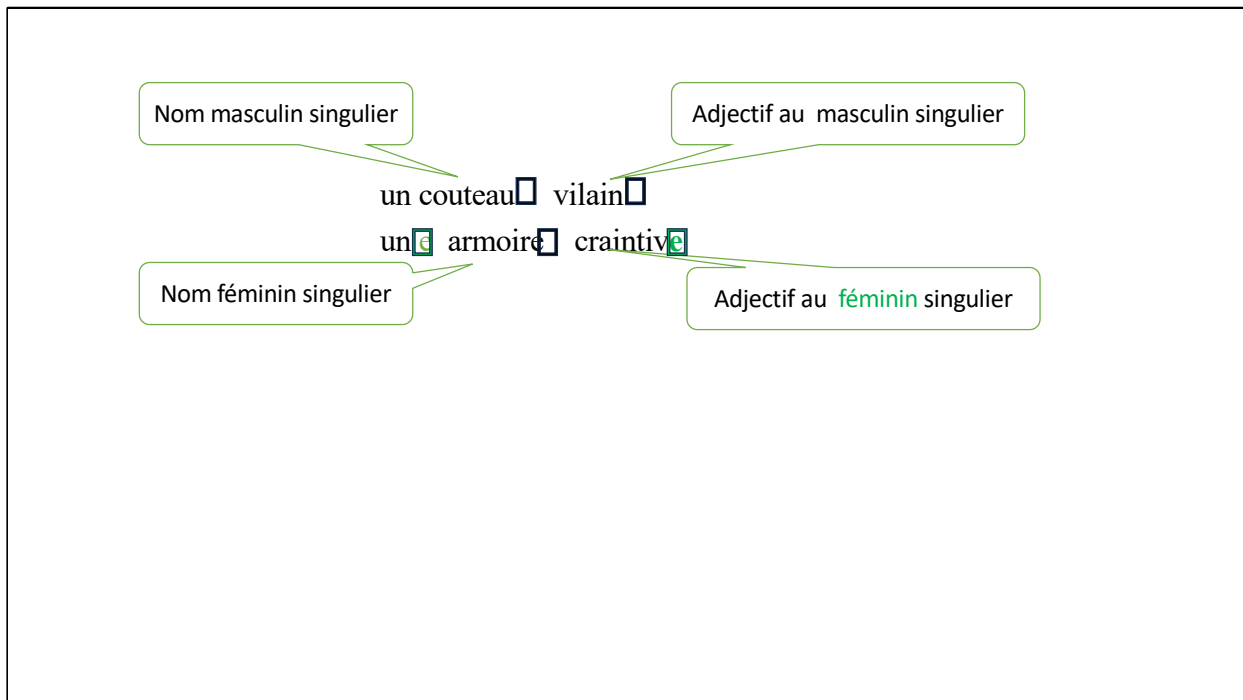 Nom masculin singulier
Adjectif au masculin singulier
un couteau vilain
une armoire craintive
Nom féminin singulier
Adjectif au féminin singulier